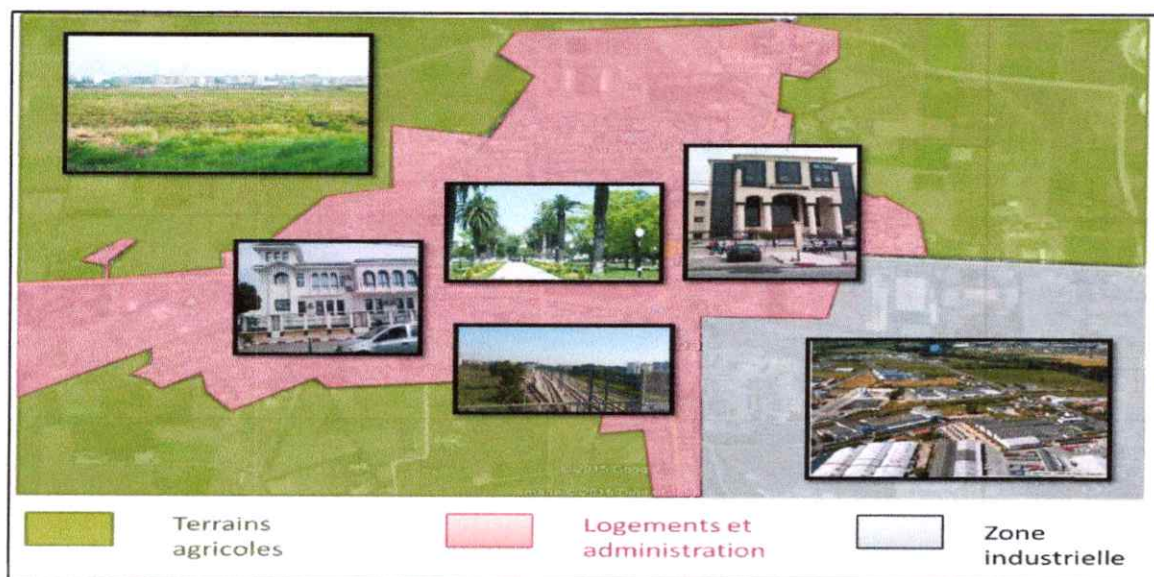 Terrains
agricoles
Logements et
administration
Zone
industrielle